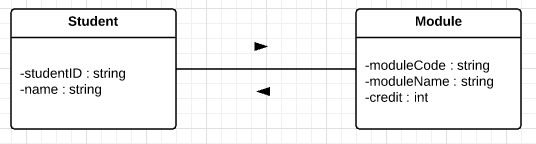 Student
-studentID : string
-name : string
Module
-moduleCode : string
-moduleName : string
-credit : int